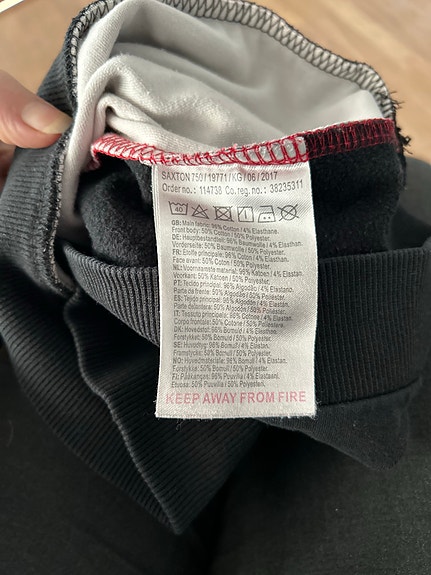 SAXTON 750 / 19771 / KG / 06 / 2017
Order no.: 114738 Co.reg.no.: 38235311
40
GB: Main fabric: 96% Cotton / 4% Elasthane.
Front body: 50% Cotton / 50% Polyester.
DE: Hauptbestandteil: 96% Baumwolle / 4% Elasthan.
Vorderseite: 50% Baumwolle / 50% Polyester.
FR: Etoffe principale: 96% Coton / 4% Elasthane.
Face avant: 50% Coton / 50% Polyester.
NL: Voornaamste materiaal: 96% Katoen / 4% Elastan.
Voorkant: 50% Katoen / 50% Polyester.
PT: Tecido principal: 96% Algodão / 4% Elastano.
Parte da frente: 50% Algodão / 50% Poliéster.
ES: Tejido principal: 96% Algodón / 4% Elastán.
Parte delantera: 50% Algodón / 50% Poliéster.
IT: Tessuto principale: 96% Cotone / 4% Elastan.
Corpo frontale: 50% Cotone / 50% Poliestere.
DK: Hovedstof: 96% Bomuld / 4% Elastan.
Forstykke: 50% Bomuld / 50% Polyester.
SE: Huvudtyg: 96% Bomull / 4% Elastan.
Framstycke: 50% Bomull / 50% Polyester.
NO: Hovedmateriale: 96% Bomull / 4% Elastan.
Forstykke: 50% Bomull / 50% Polyester.
FI: Pääkangas: 96% Puuvilla / 4% Elastaani.
Etuosa: 50% Puuvilla / 50% Polyesteri.
KEEP AWAY FROM FIRE